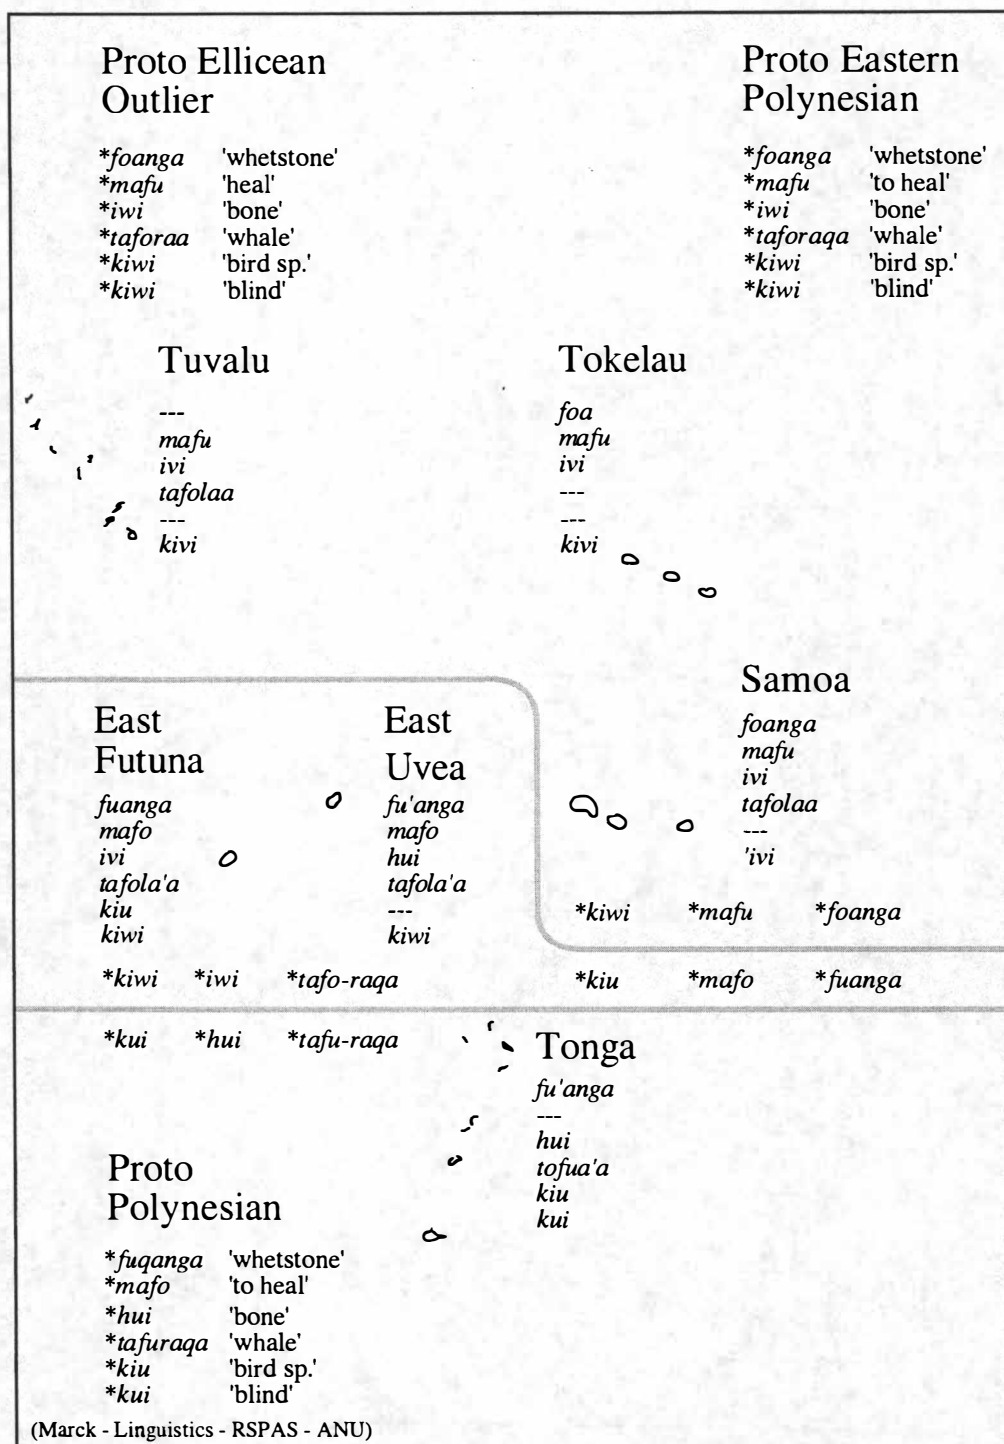 Proto Ellicean
Outlier
*foanga 'whetstone'
*mafu 'heal'
*iwi 'bone'
*taforaa 'whale'
*kiwi 'bird sp.'
*kiwi 'blind'
Proto Eastern
Polynesian
*foanga 'whetstone'
*mafu 'to heal'
*iwi 'bone'
*taforaqa 'whale'
*kiwi 'bird sp.'
*kiwi 'blind'
Tuvalu
---
mafu
ivi
tafolaa
---
kivi
Tokelau
foa
mafu
ivi
---
---
kivi
Samoa
foanga
mafu
ivi
tafolaa
---
'ivi
East
Futuna
fuanga
mafo
ivi
tafola'a
kiu
kiwi
East
Uvea
fu'anga
mafo
hui
tafola'a
---
kiwi
*kiwi *mafu *foanga
*kiwi *iwi *tafo-raqa
*kiu *mafo *fuanga
*kui *hui *tafu-raqa
Tonga
fu'anga
---
hui
tofua'a
kiu
kui
Proto
Polynesian
*fuqanga 'whetstone'
*mafo 'to heal'
*hui 'bone'
*tafuraqa 'whale'
*kiu 'bird sp.'
*kui 'blind'
(Marck - Linguistics - RSPAS - ANU)